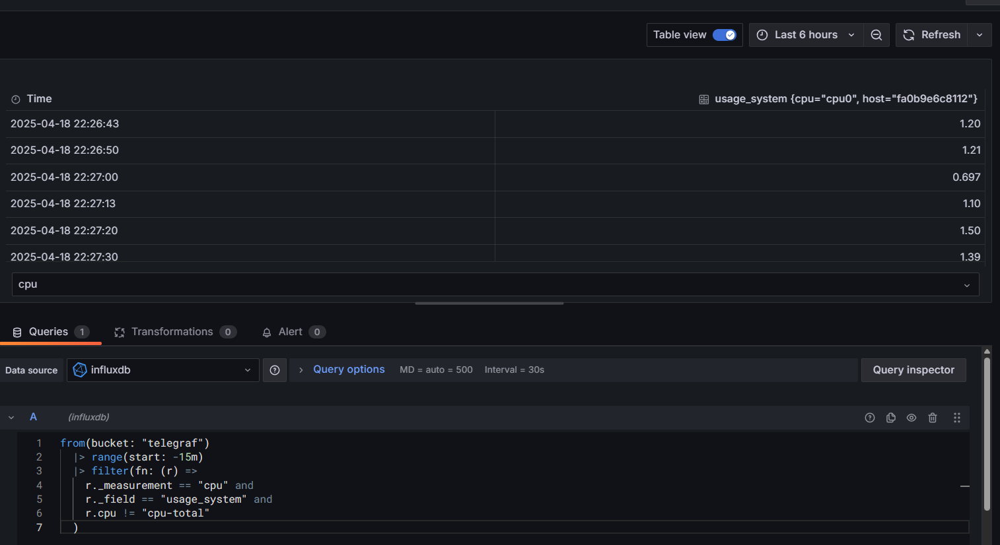 Table view Last 6 hours Refresh
Time usage_system {cpu="cpu0", host="fa0b9e6c8112"}
2025-04-18 22:26:43 1.20
2025-04-18 22:26:50 1.21
2025-04-18 22:27:00 0.697
2025-04-18 22:27:13 1.10
2025-04-18 22:27:20 1.50
2025-04-18 22:27:30 1.39
cpu
Queries 1 Transformations 0 Alert 0
Data source influxdb Query options MD = auto = 500 Interval = 30s Query inspector
A (influxdb)
1 from(bucket: "telegraf")
2 |> range(start: -15m)
3 |> filter(fn: (r) =>
4 r._measurement == "cpu" and
5 r._field == "usage_system" and
6 r.cpu != "cpu-total"
7 )